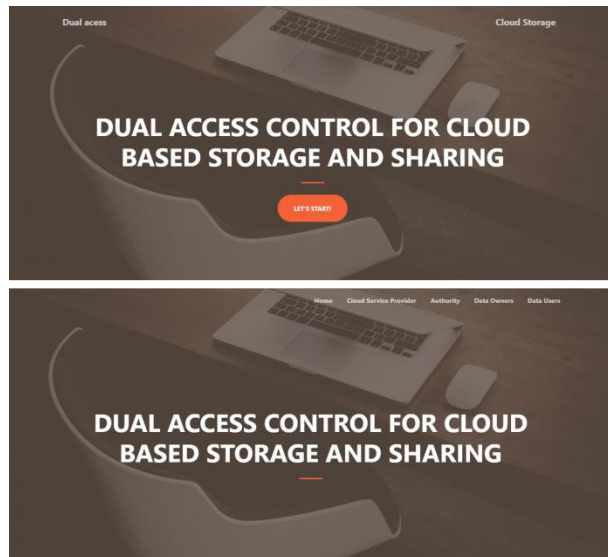 Dual acess
Cloud Storage
DUAL ACCESS CONTROL FOR CLOUD
BASED STORAGE AND SHARING
LET'S START!
Home Cloud Service Provider Authority Data Owners Data Users
DUAL ACCESS CONTROL FOR CLOUD
BASED STORAGE AND SHARING